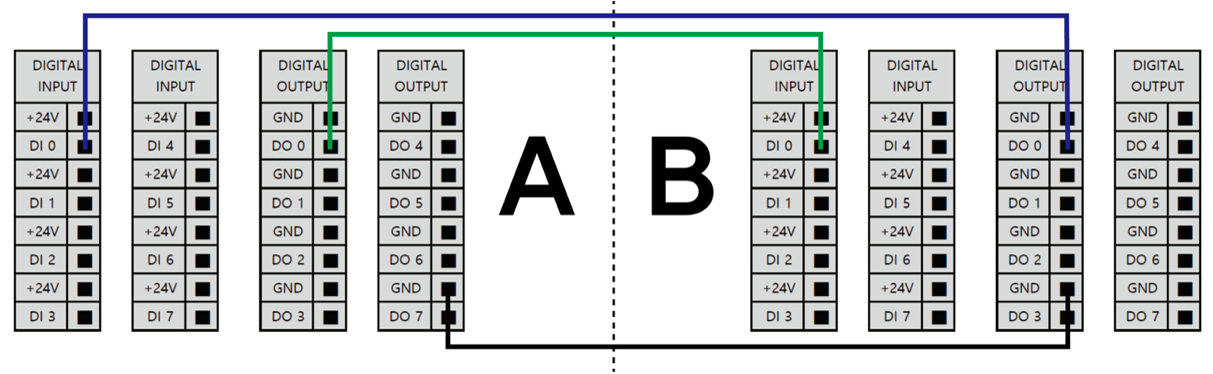 DIGITAL
INPUT
+24V
DI 0
+24V
DI 1
+24V
DI 2
+24V
DI 3
DIGITAL
INPUT
+24V
DI 4
+24V
DI 5
+24V
DI 6
+24V
DI 7
DIGITAL
OUTPUT
GND
DO 0
GND
DO 1
GND
DO 2
GND
DO 3
DIGITAL
OUTPUT
GND
DO 4
GND
DO 5
GND
DO 6
GND
DO 7
A
B
DIGITAL
INPUT
+24V
DI 0
+24V
DI 1
+24V
DI 2
+24V
DI 3
DIGITAL
INPUT
+24V
DI 4
+24V
DI 5
+24V
DI 6
+24V
DI 7
DIGITAL
OUTPUT
GND
DO 0
GND
DO 1
GND
DO 2
GND
DO 3
DIGITAL
OUTPUT
GND
DO 4
GND
DO 5
GND
DO 6
GND
DO 7